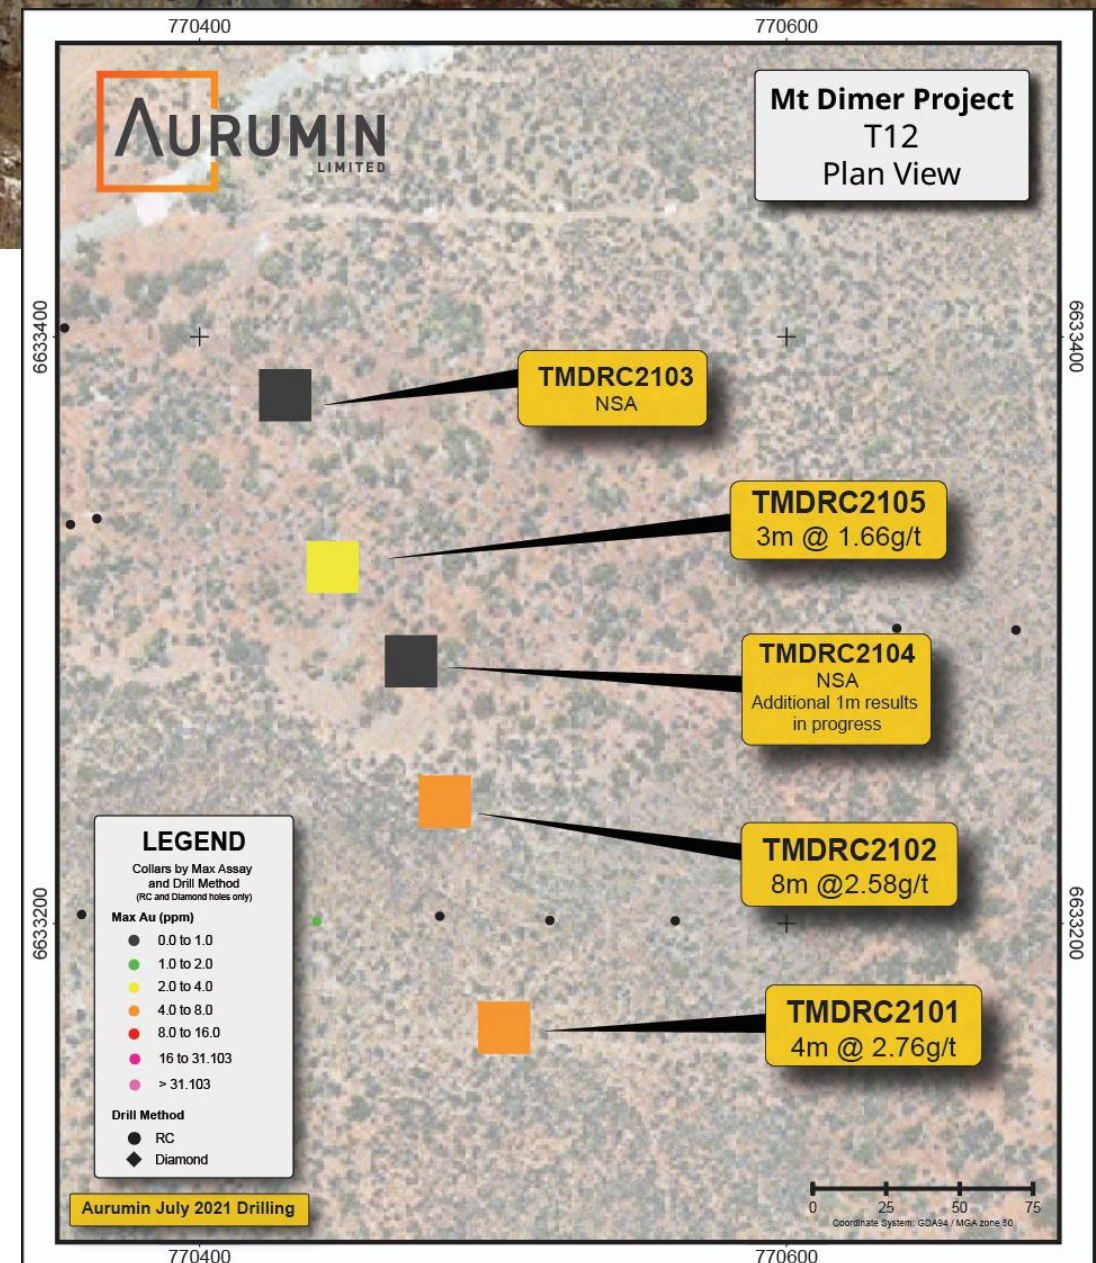 770400
770600
AURUMIN
LIMITED
Mt Dimer Project
T12
Plan View
6633400
6633400
TMDRC2103
NSA
TMDRC2105
3m @ 1.66g/t
TMDRC2104
NSA
Additional 1m results
in progress
TMDRC2102
8m @2.58g/t
6633200
6633200
TMDRC2101
4m @ 2.76g/t
LEGEND
Collars by Max Assay
and Drill Method
(RC and Diamond holes only)
Max Au (ppm)
0.0 to 1.0
1.0 to 2.0
2.0 to 4.0
4.0 to 8.0
8.0 to 16.0
16 to 31.103
> 31.103
Drill Method
RC
Diamond
Aurumin July 2021 Drilling
0 25 50 75
Coordinate System: GDA94 / MGA zone 50
770400
770600